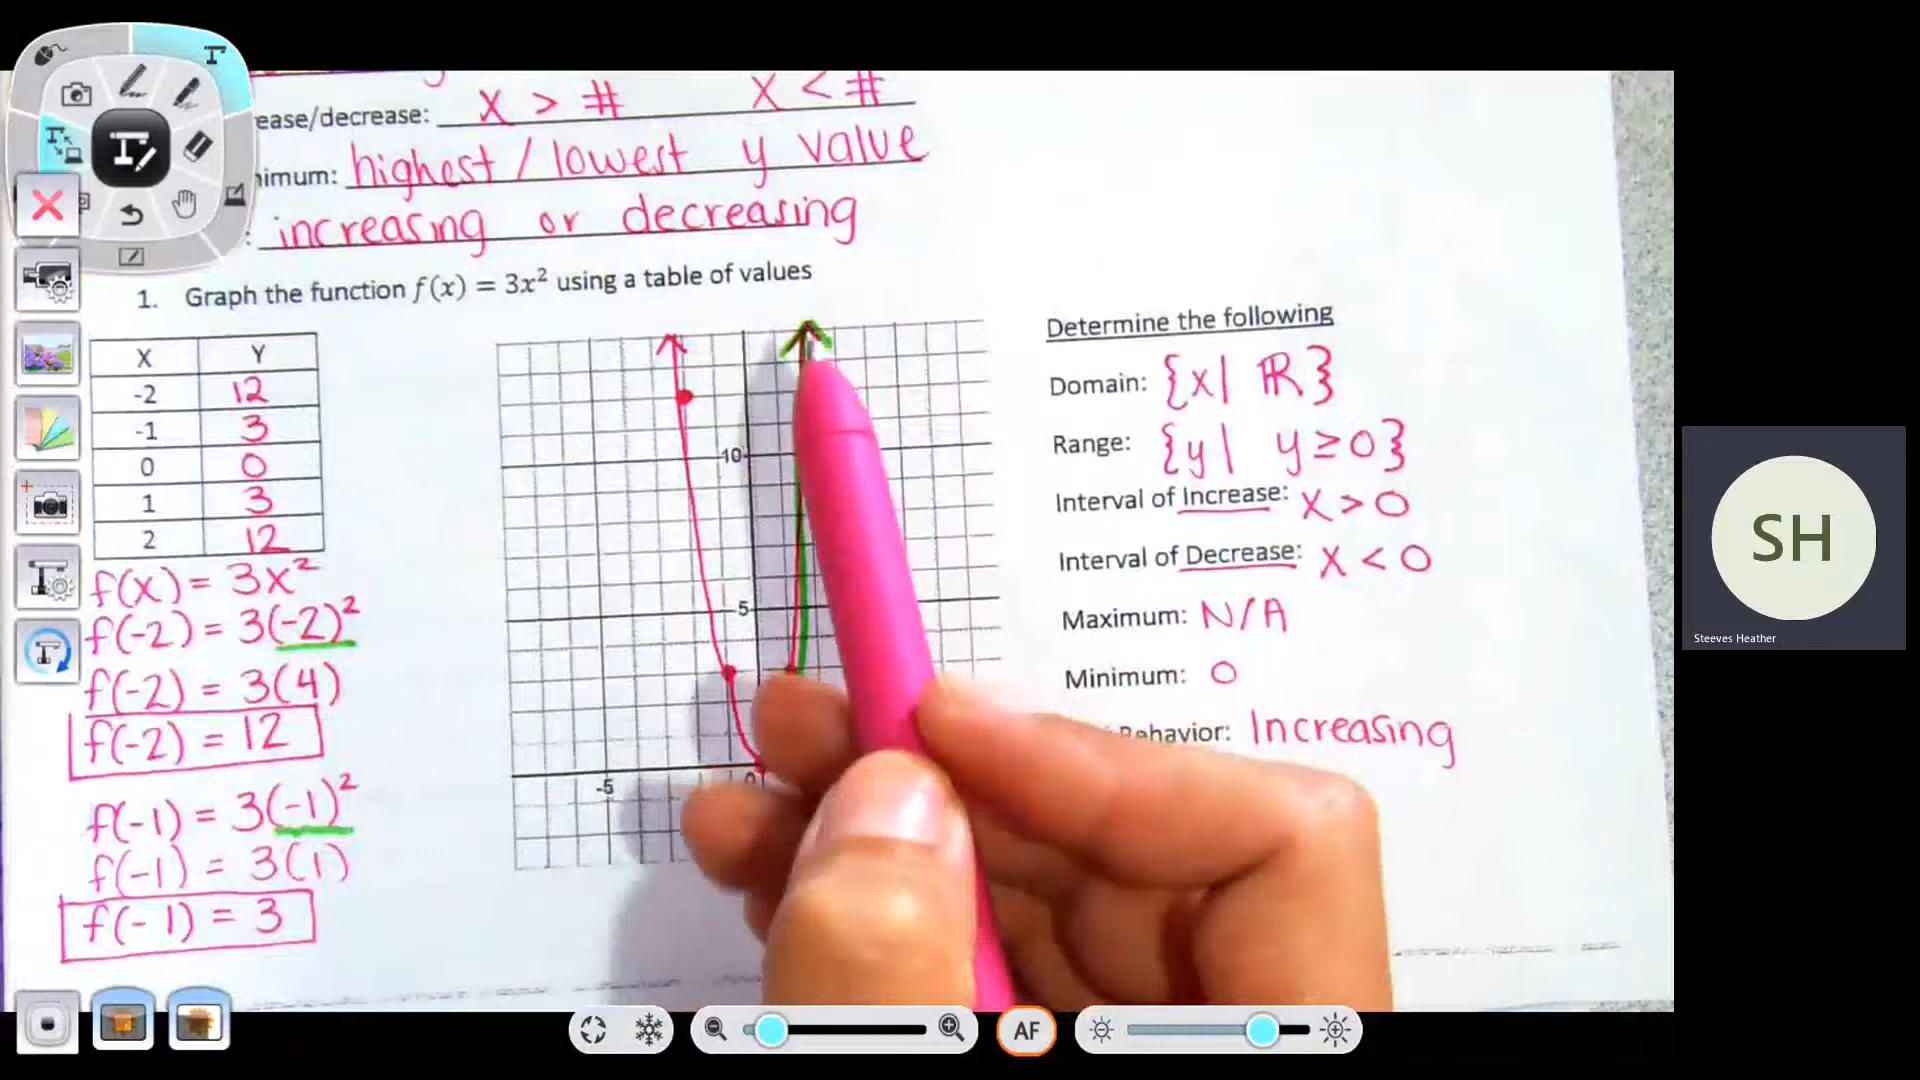 ease/decrease: X > # X < #
nimum: highest / lowest y value
: increasing or decreasing
1. Graph the function f(x) = 3x² using a table of values
X Y
-2 12
-1 3
0 0
1 3
2 12
f(x) = 3x²
f(-2) = 3(-2)²
f(-2) = 3(4)
f(-2) = 12
f(-1) = 3(-1)²
f(-1) = 3(1)
f(-1) = 3
10
5
-5
0
Determine the following
Domain: {x| ℝ}
Range: {y| y ≥ 0}
Interval of Increase: X > 0
Interval of Decrease: X < 0
Maximum: N/A
Minimum: 0
Behavior: Increasing
SH
Steeves Heather
AF